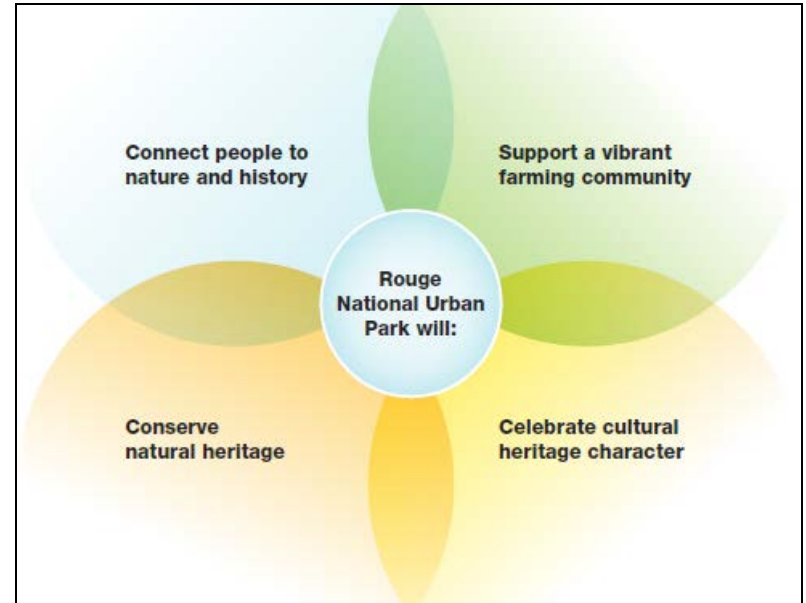 Connect people to
nature and history
Support a vibrant
farming community
Rouge
National Urban
Park will:
Conserve
natural heritage
Celebrate cultural
heritage character